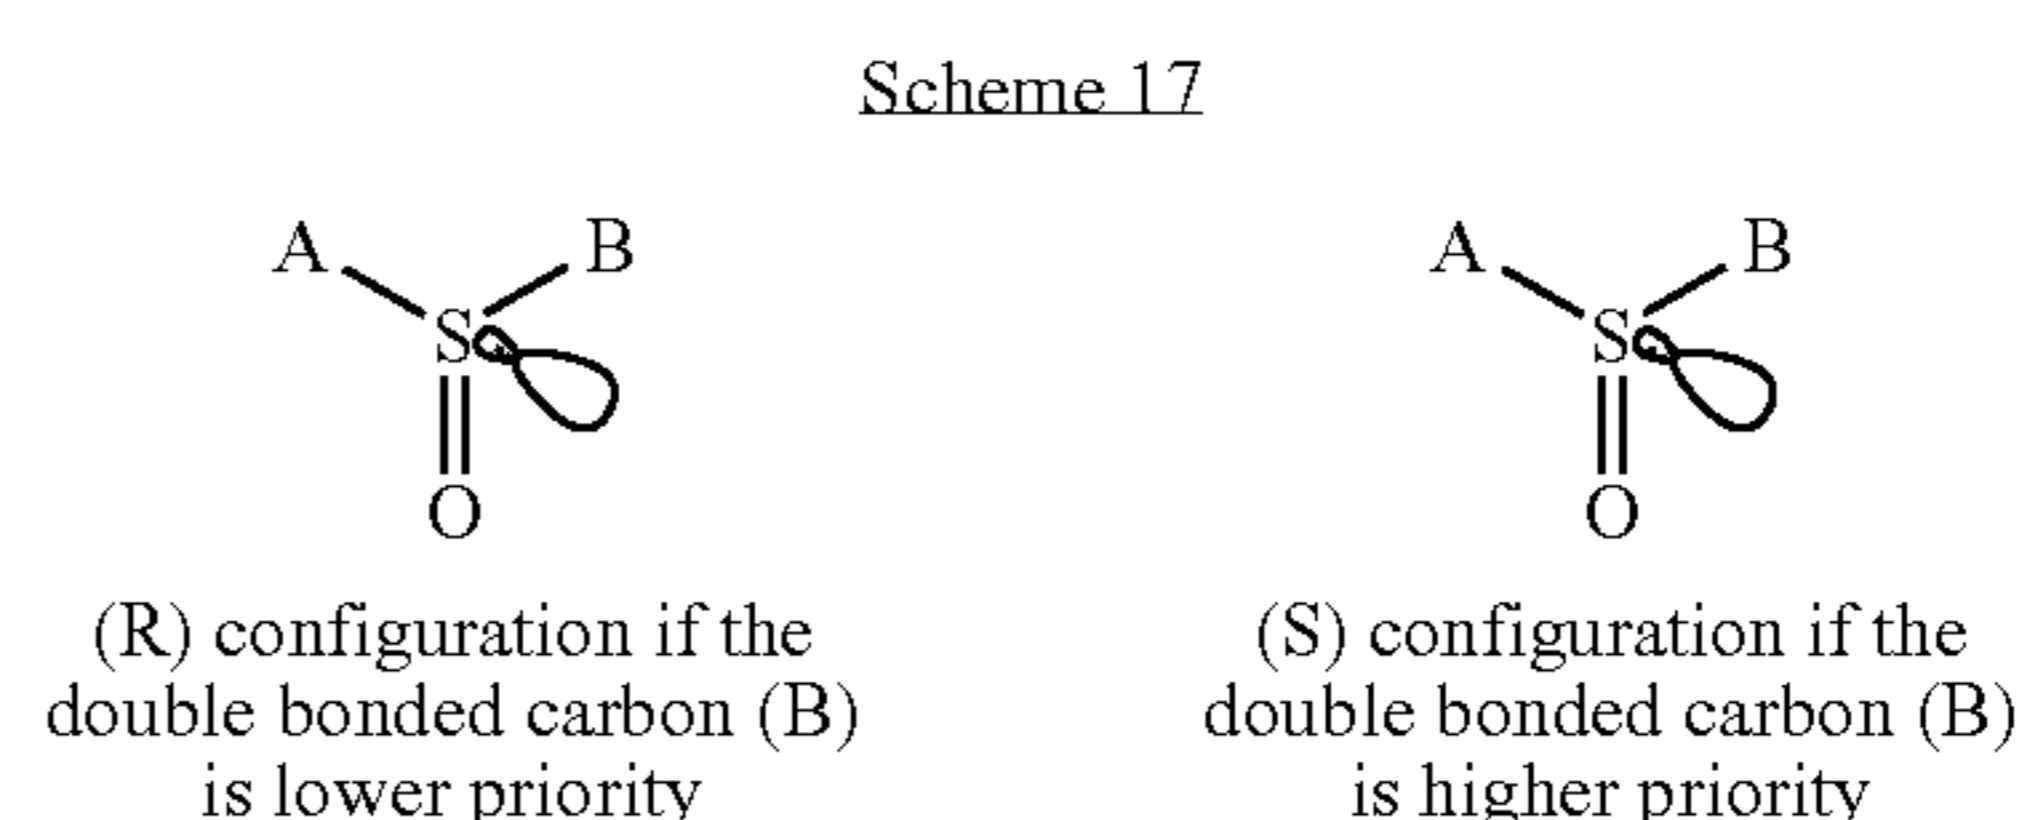 Scheme 17
A B A B
S S
O O
(R) configuration if the (S) configuration if the
double bonded carbon (B) double bonded carbon (B)
is lower priority is higher priority